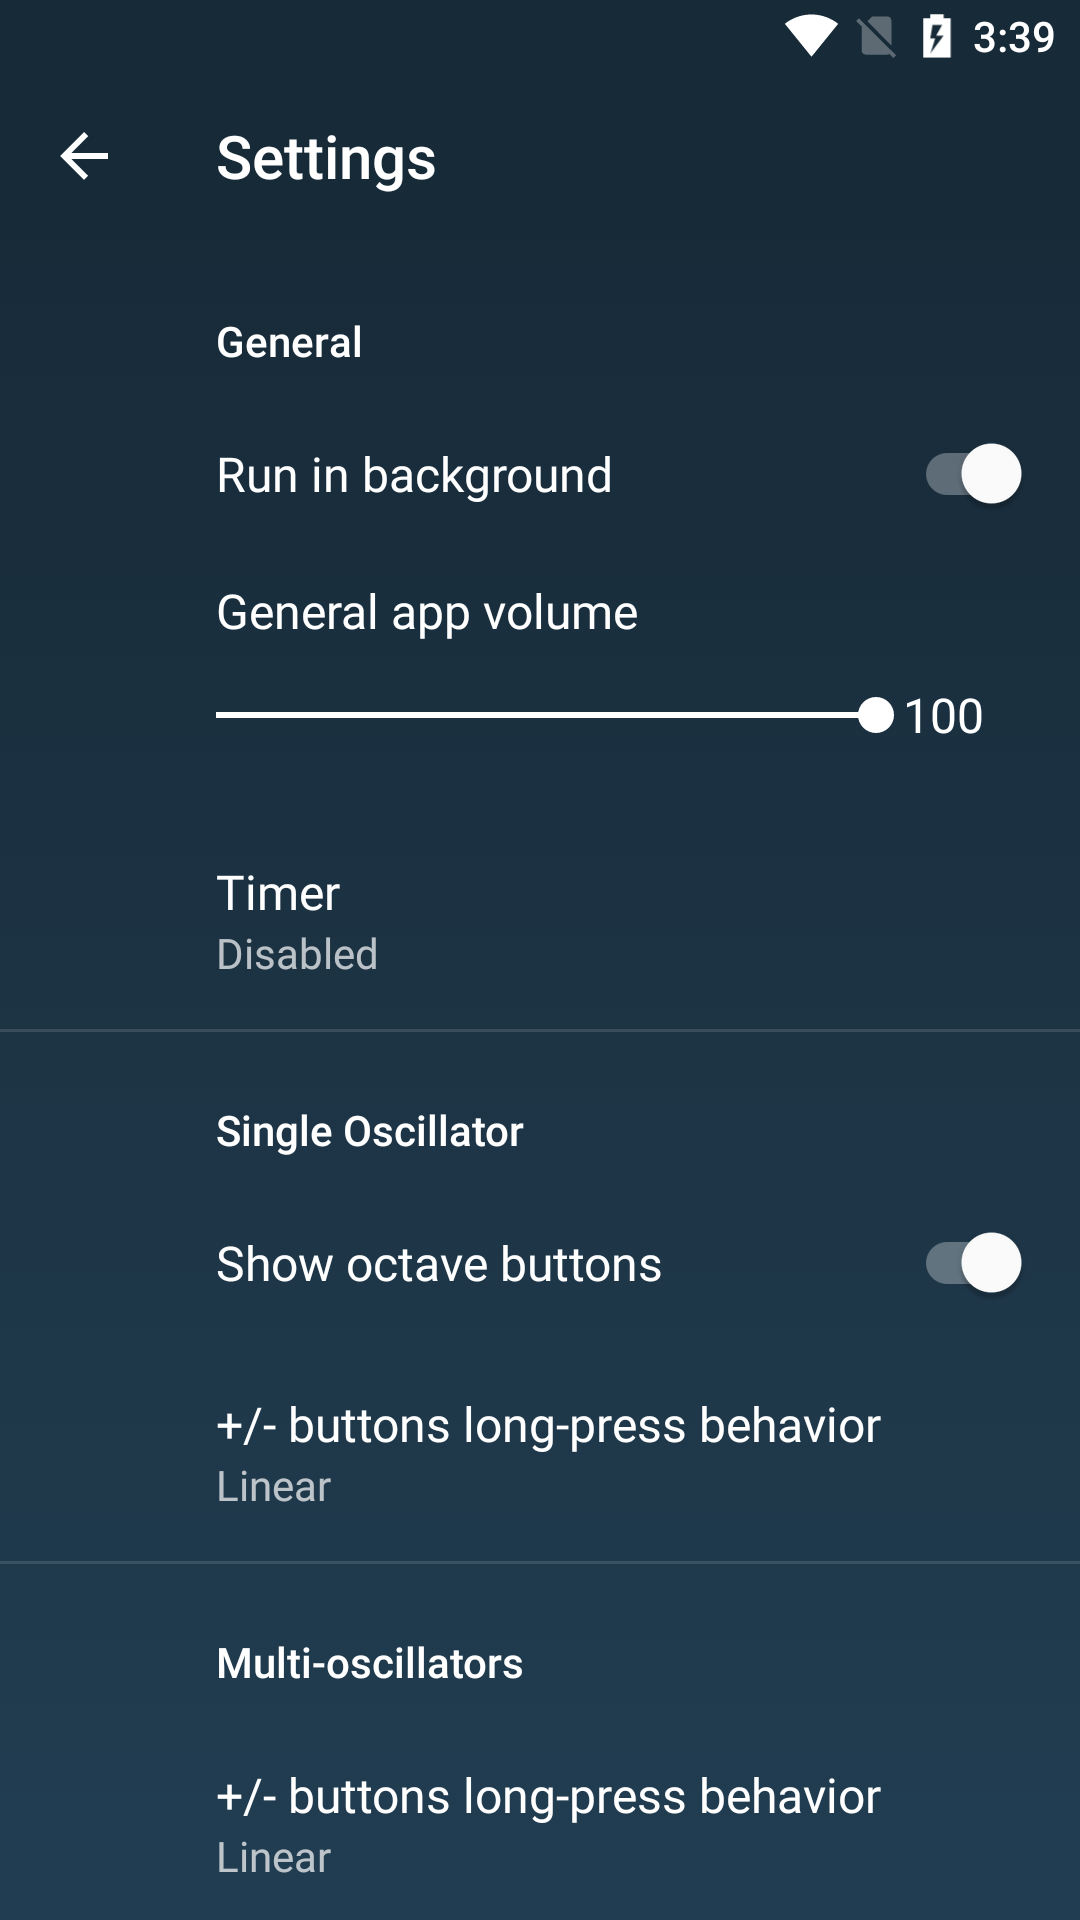 3:39
Settings
General
Run in background
General app volume
100
Timer
Disabled
Single Oscillator
Show octave buttons
+/- buttons long-press behavior
Linear
Multi-oscillators
+/- buttons long-press behavior
Linear